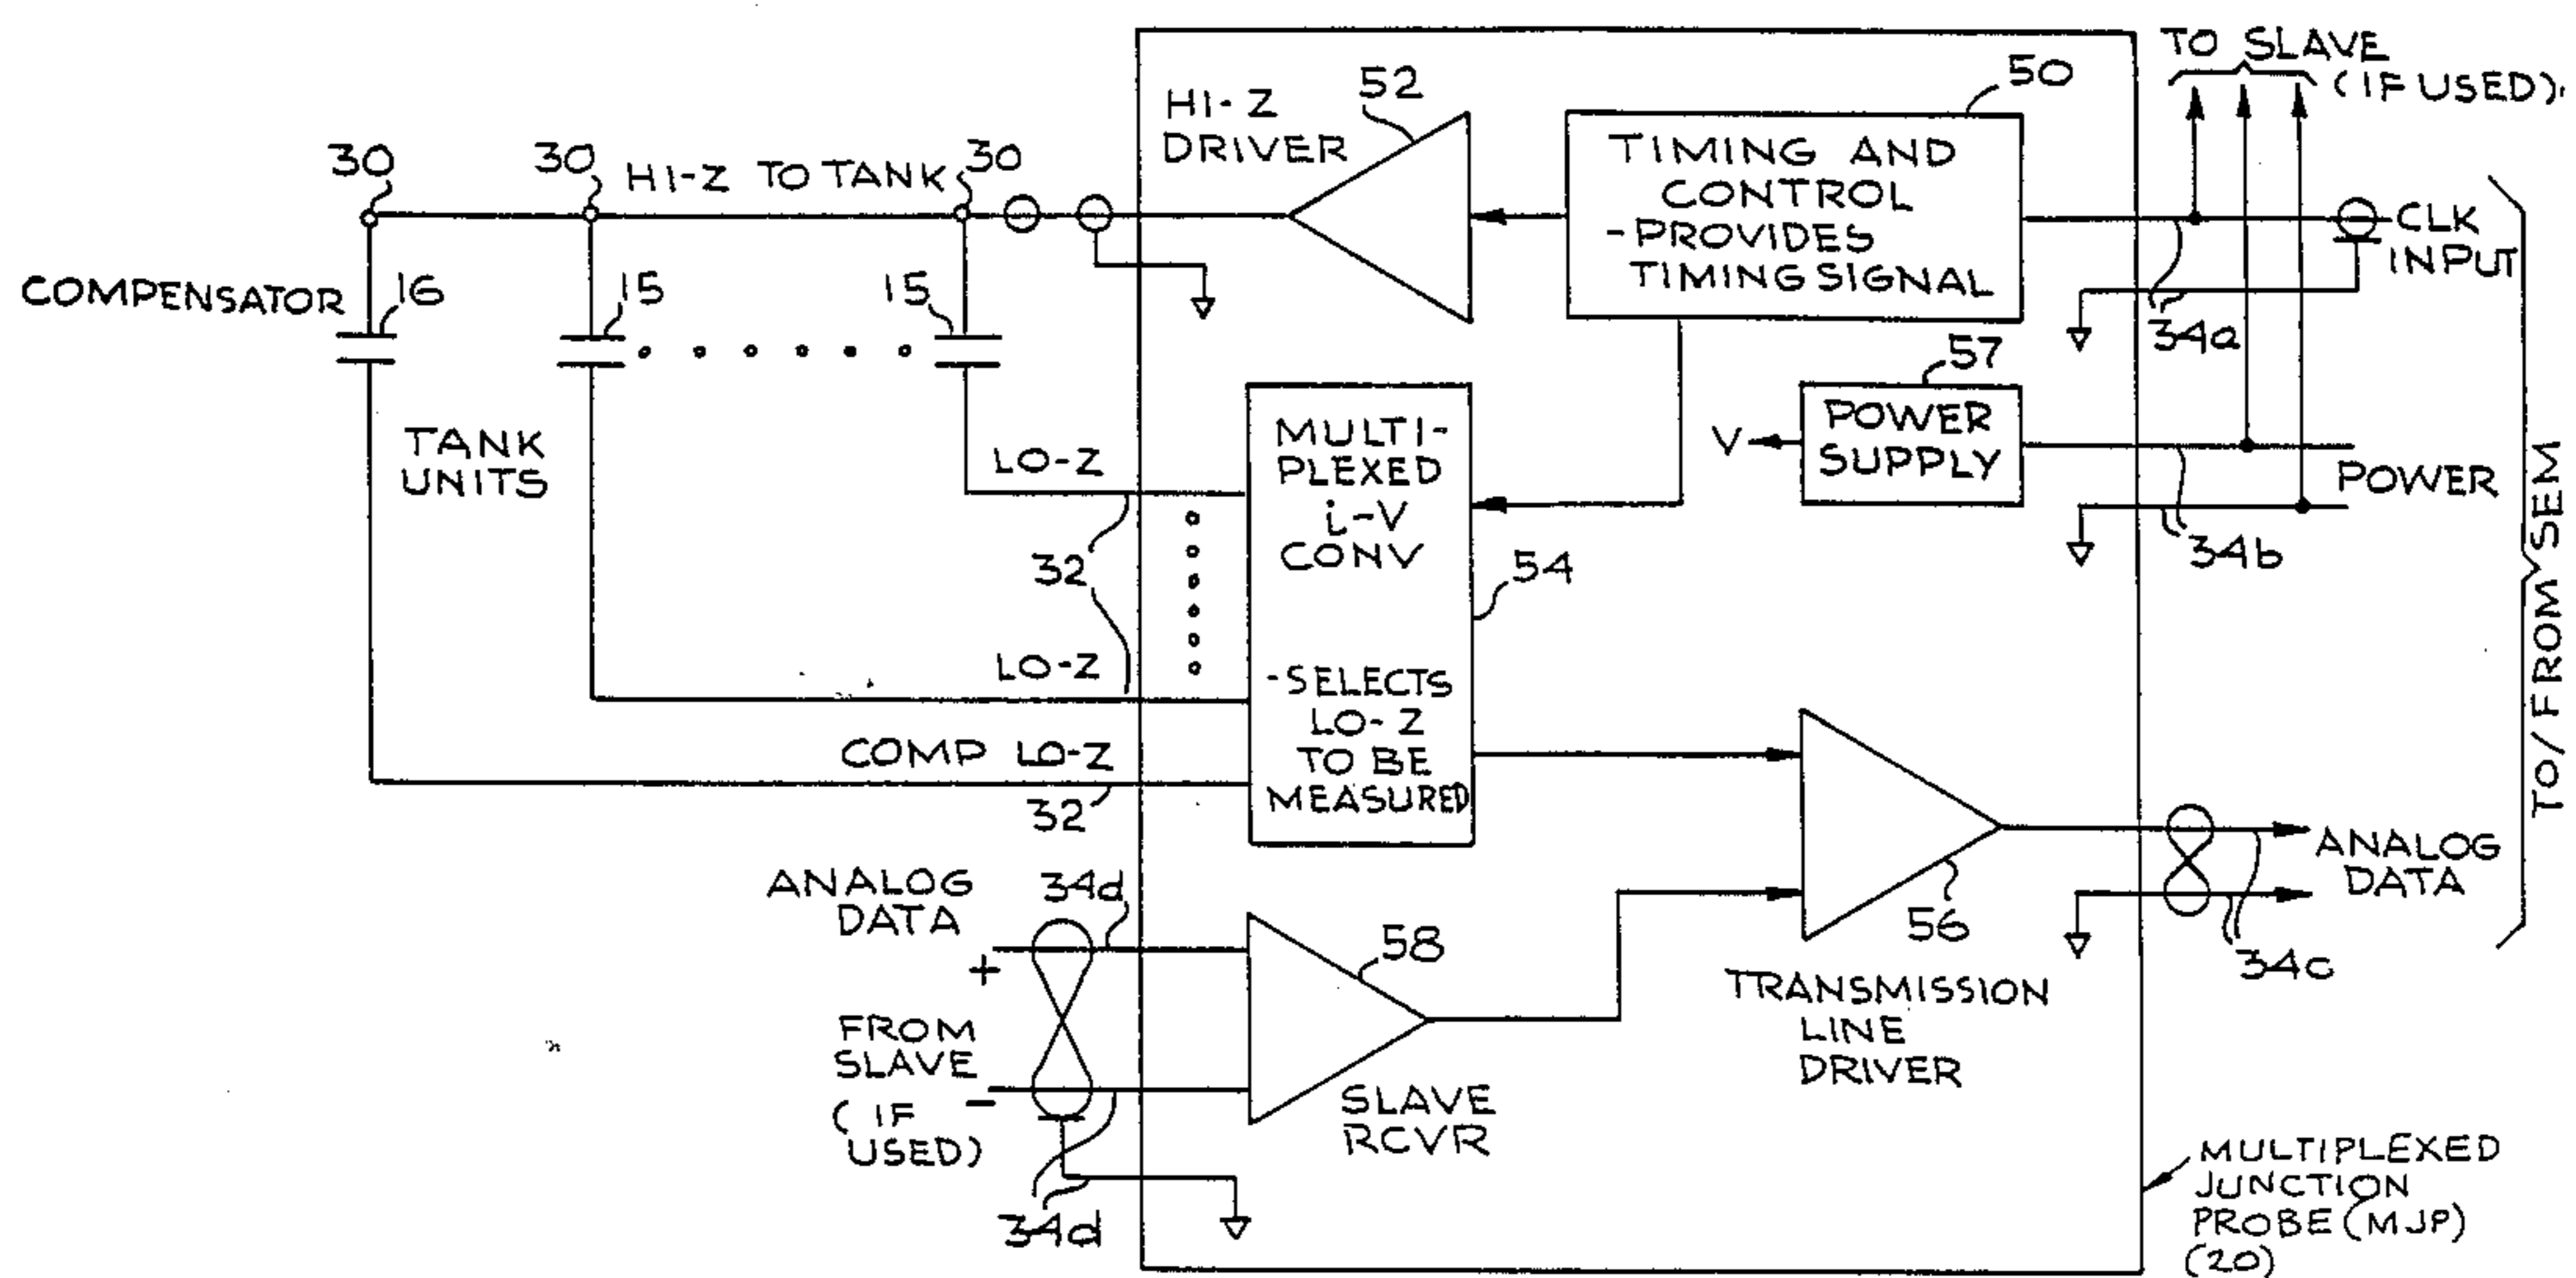 TO SLAVE
(IF USED)
50
52
HI-Z
DRIVER
TIMING AND
CONTROL
-PROVIDES
TIMING SIGNAL
30
30
HI-Z TO TANK
30
CLK
INPUT
COMPENSATOR
16
15
15
34a
57
POWER
SUPPLY
V
POWER
34b
TANK
UNITS
LO-Z
MULTI-
PLEXED
i-V
CONV
32
54
LO-Z
-SELECTS
LO-Z
TO BE
MEASURED
COMP LO-Z
32
TO/FROM SEM
ANALOG
DATA
34d
58
56
ANALOG
DATA
34c
+
FROM
SLAVE
-
(IF
USED)
34d
SLAVE
RCVR
TRANSMISSION
LINE
DRIVER
MULTIPLEXED
JUNCTION
PROBE (MJP)
(20)